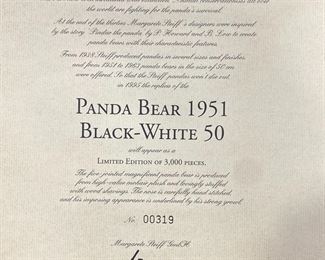 the world are fighting for the panda's survival.
At the end of the thirties Margarete Steiff's designers were inspired
by the story "Pindar the panda, by P. Howard and B. Low to create
panda bears with their characteristic features.
From 1938 Steiff produced pandas in several sizes and finishes,
and from 1951 to 1962 panda bears in the size of 50 cm
were offered. So that the Steiff pandas won't die out,
in 1995 the replica of the
PANDA BEAR 1951
BLACK-WHITE 50
will appear as a
LIMITED EDITION OF 3,000 PIECES.
The five-jointed magnificent panda bear is produced
from high-value mohair plush and lovingly stuffed
with wood shavings. The nose is carefully hand stitched,
and his imposing appearance is underlined by his strong growl.
No. 00319
Margarete Steiff GmbH